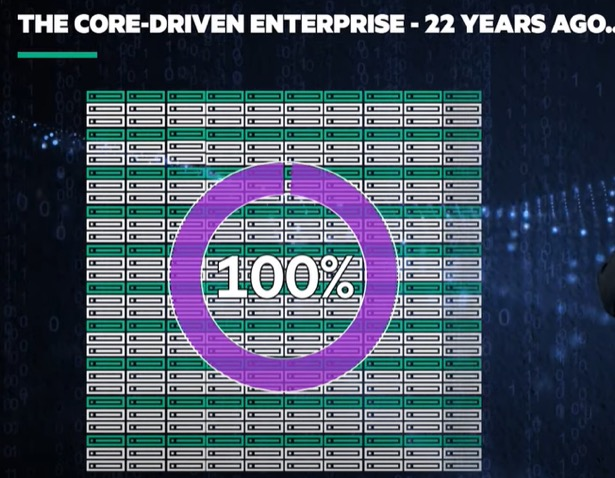 THE CORE-DRIVEN ENTERPRISE - 22 YEARS AGO..
100%